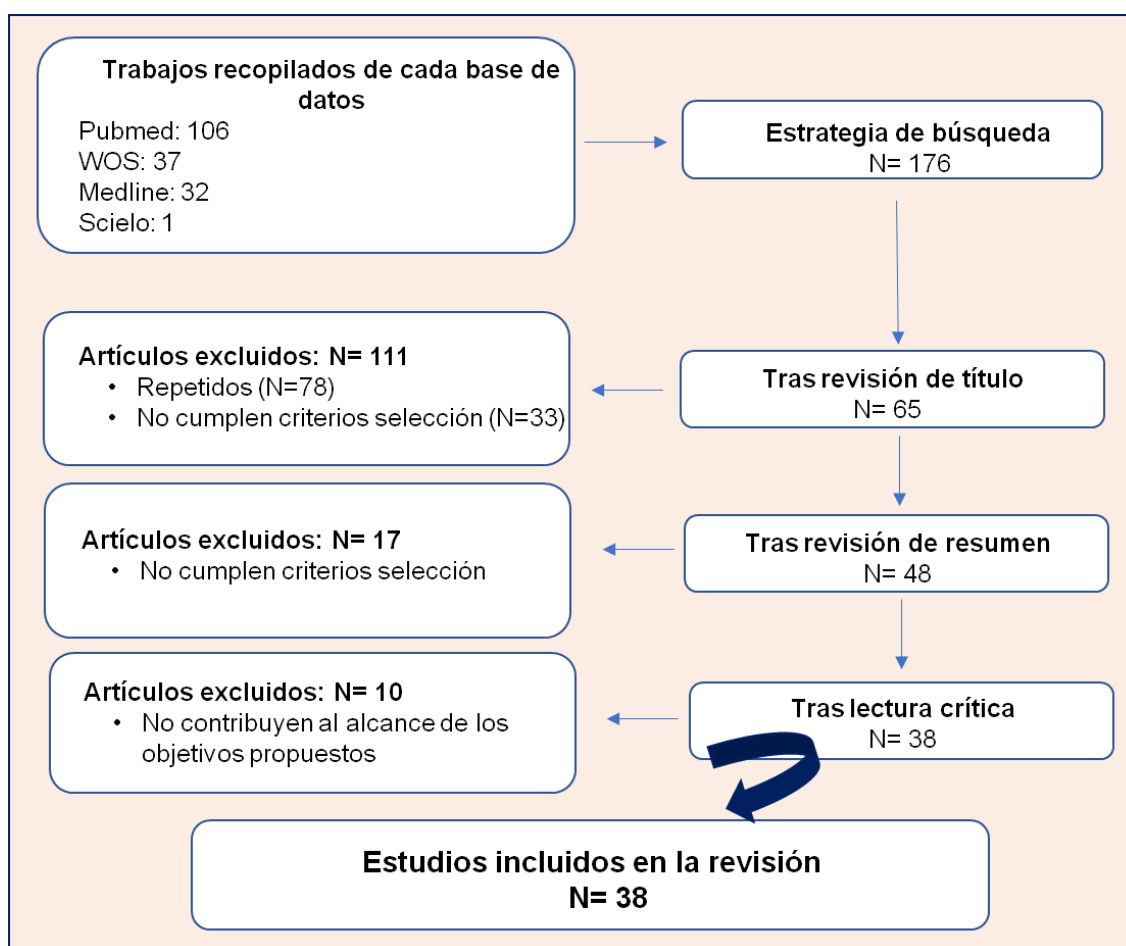 Trabajos recopilados de cada base de
datos
Pubmed: 106
WOS: 37
Medline: 32
Scielo: 1
Estrategia de búsqueda
N= 176
Artículos excluidos: N= 111
• Repetidos (N=78)
• No cumplen criterios selección (N=33)
Tras revisión de título
N= 65
Artículos excluidos: N= 17
• No cumplen criterios selección
Tras revisión de resumen
N= 48
Artículos excluidos: N= 10
• No contribuyen al alcance de los
objetivos propuestos
Tras lectura crítica
N= 38
Estudios incluidos en la revisión
N= 38